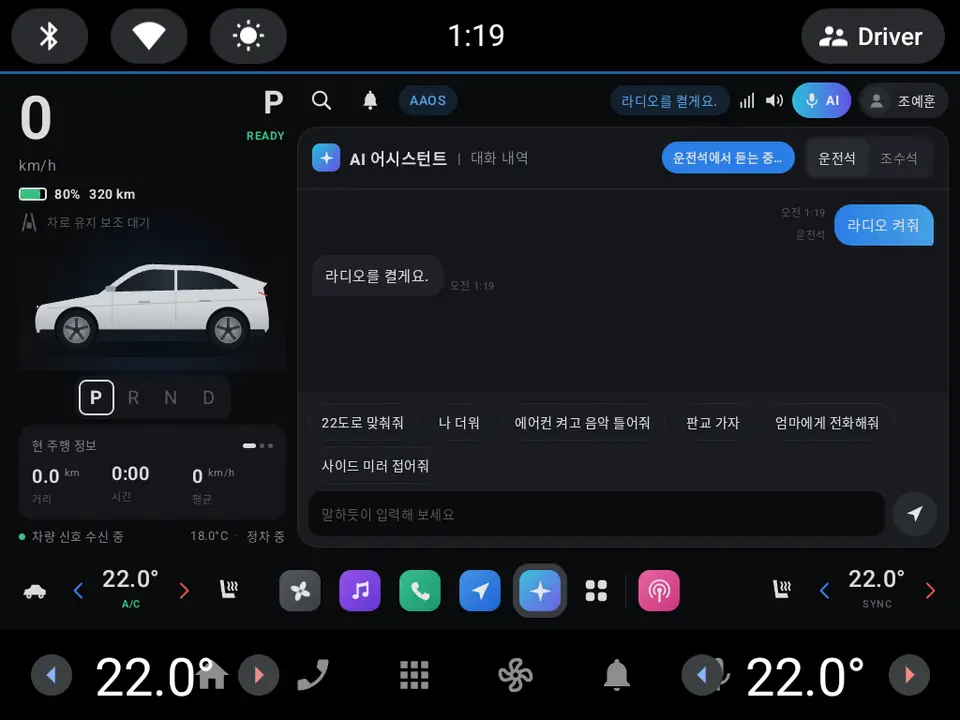 1:19
Driver
0
P
READY
km/h
80% 320 km
차로 유지 보조 대기
P R N D
현 주행 정보
0.0 km 0:00 0 km/h
거리 시간 평균
차량 신호 수신 중 18.0°C · 정차 중
AAOS
라디오를 켤게요.
AI
조예훈
AI 어시스턴트 | 대화 내역
운전석에서 듣는 중...
운전석 조수석
오전 1:19
운전석
라디오 켜줘
라디오를 켤게요.
오전 1:19
22도로 맞춰줘 나 더워 에어컨 켜고 음악 틀어줘 판교 가자 엄마에게 전화해줘
사이드 미러 접어줘
말하듯이 입력해 보세요
22.0°
A/C
22.0°
SYNC
22.0° 22.0°